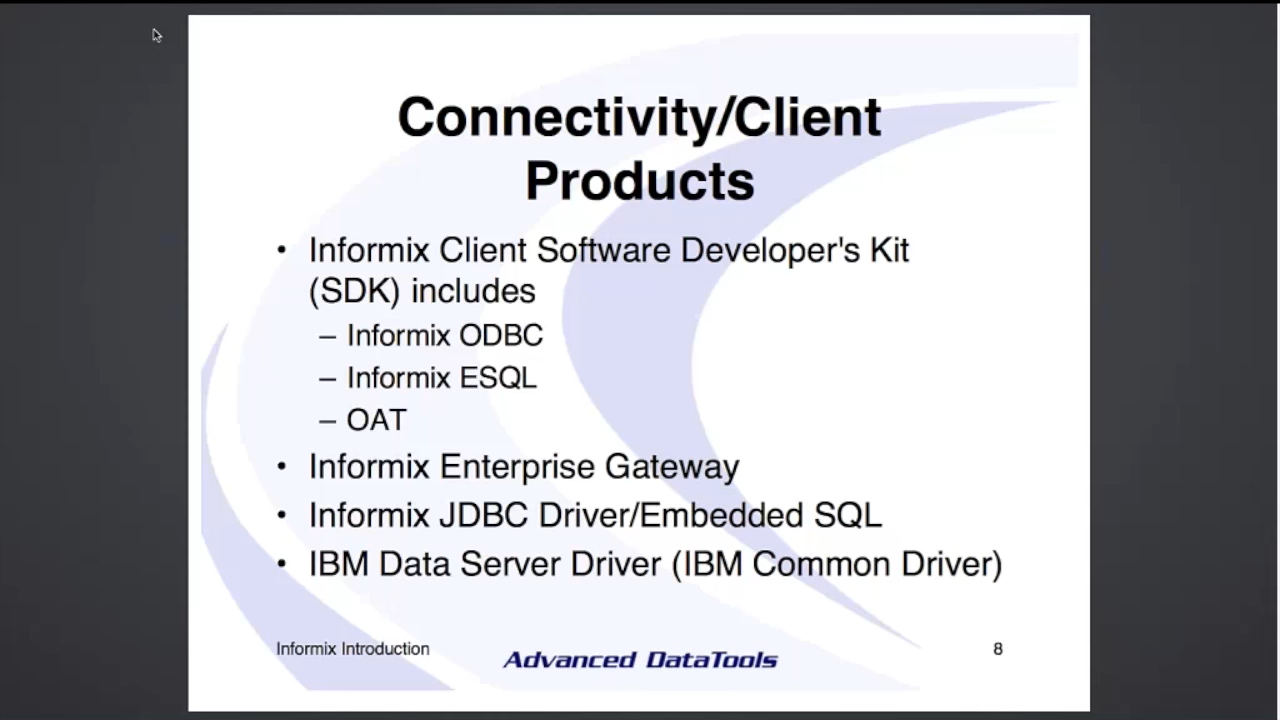 Connectivity/Client
Products
• Informix Client Software Developer's Kit
(SDK) includes
– Informix ODBC
– Informix ESQL
– OAT
• Informix Enterprise Gateway
• Informix JDBC Driver/Embedded SQL
• IBM Data Server Driver (IBM Common Driver)
Informix Introduction
Advanced DataTools
8